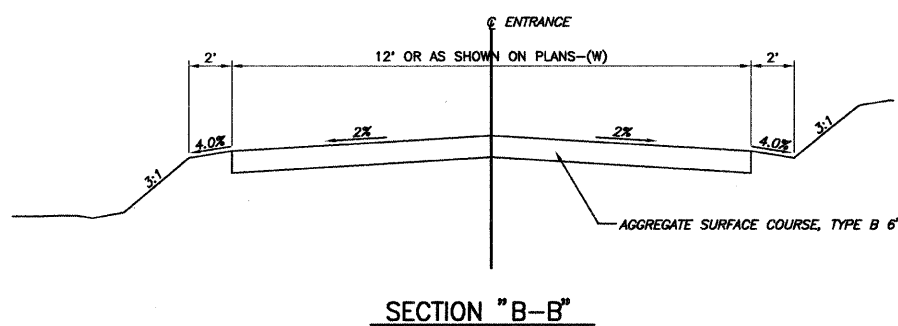 ℄ ENTRANCE
2' 12' OR AS SHOWN ON PLANS-(W) 2'
4.0% 2% 2% 4.0%
3:1 3:1
AGGREGATE SURFACE COURSE, TYPE B 6'
SECTION "B-B"